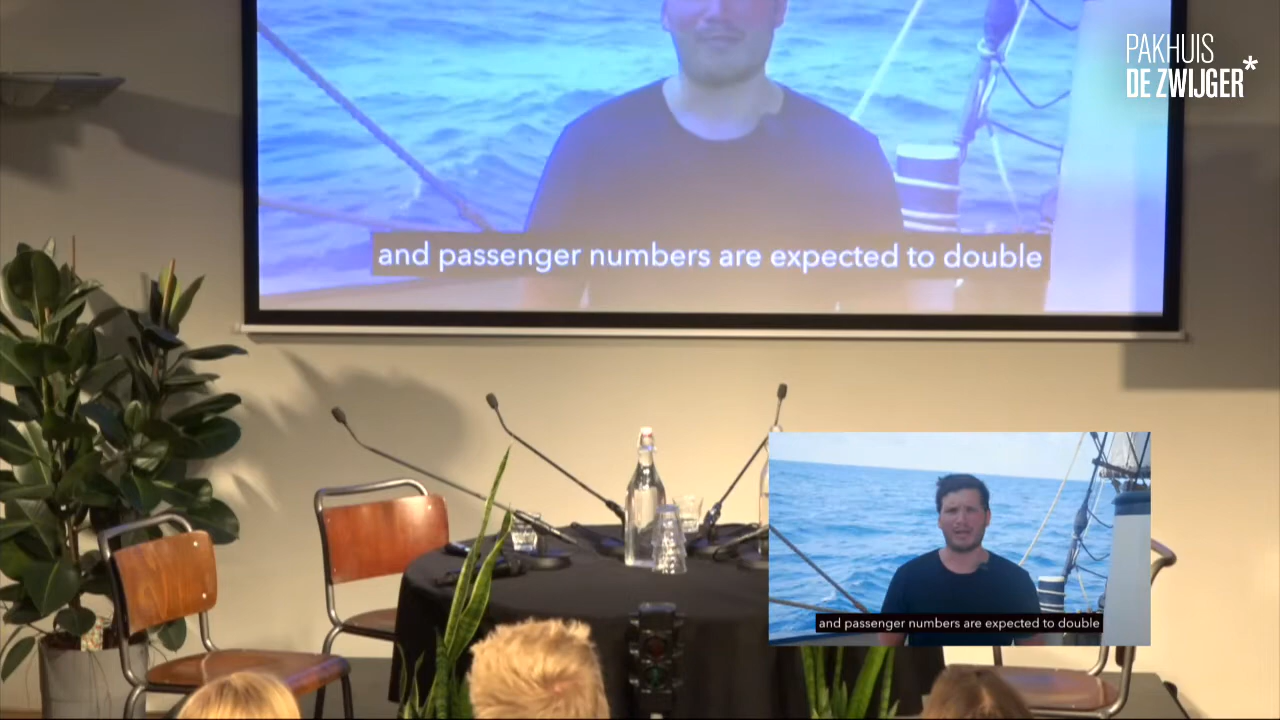 PAKHUIS
DE ZWIJGER*
and passenger numbers are expected to double
and passenger numbers are expected to double